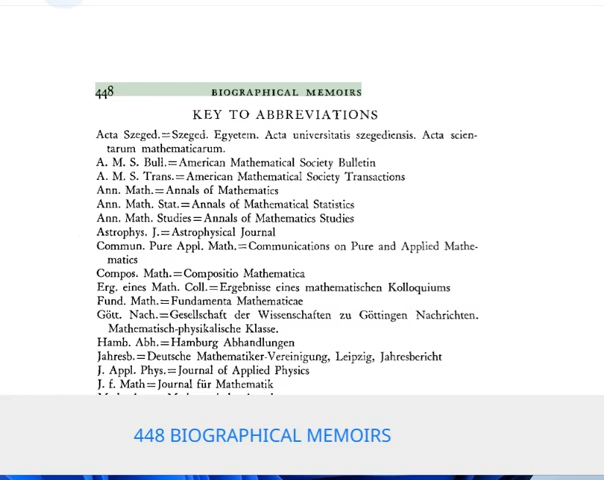 448 BIOGRAPHICAL MEMOIRS
KEY TO ABBREVIATIONS
Acta Szeged.=Szeged. Egyetem. Acta universitatis szegediensis. Acta scien-
tarum mathematicarum.
A. M. S. Bull.=American Mathematical Society Bulletin
A. M. S. Trans.=American Mathematical Society Transactions
Ann. Math.=Annals of Mathematics
Ann. Math. Stat.=Annals of Mathematical Statistics
Ann. Math. Studies=Annals of Mathematics Studies
Astrophys. J.=Astrophysical Journal
Commun. Pure Appl. Math.=Communications on Pure and Applied Mathe-
matics
Compos. Math.=Compositio Mathematica
Erg. eines Math. Coll.=Ergebnisse eines mathematischen Kolloquiums
Fund. Math.=Fundamenta Mathematicae
Gött. Nach.=Gesellschaft der Wissenschaften zu Göttingen Nachrichten.
Mathematisch-physikalische Klasse.
Hamb. Abh.=Hamburg Abhandlungen
Jahresb.=Deutsche Mathematiker-Vereinigung, Leipzig, Jahresbericht
J. Appl. Phys.=Journal of Applied Physics
J. f. Math=Journal für Mathematik
448 BIOGRAPHICAL MEMOIRS